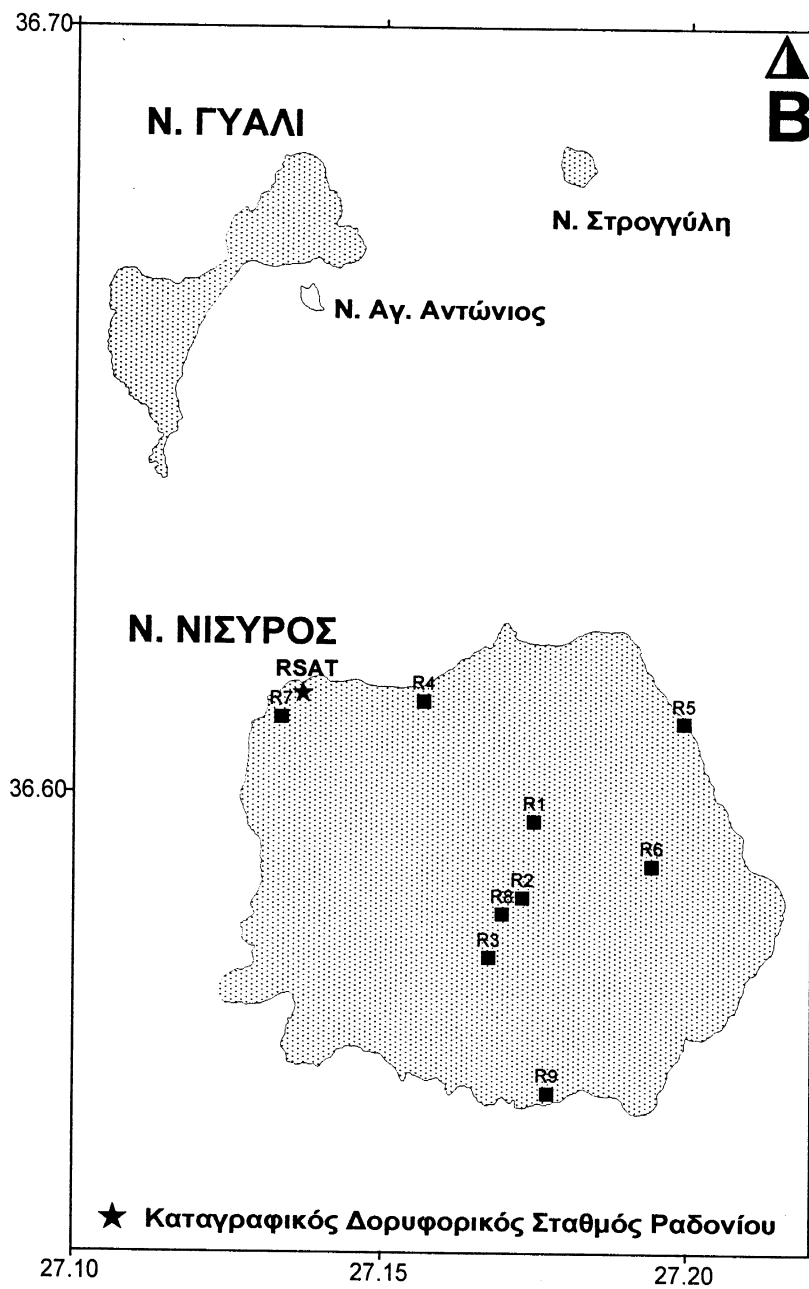 36.70
Β
Ν. ΓΥΑΛΙ
Ν. Στρογγύλη
Ν. Αγ. Αντώνιος
Ν. ΝΙΣΥΡΟΣ
RSAT
R7
R4
R5
36.60
R1
R6
R2
R8
R3
R9
★ Καταγραφικός Δορυφορικός Σταθμός Ραδονίου
27.10
27.15
27.20